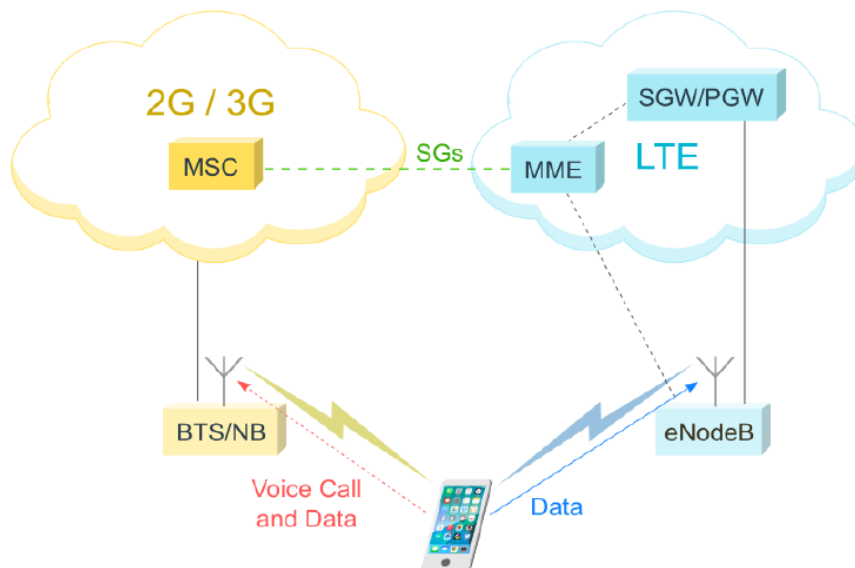 2G / 3G
MSC
SGs
SGW/PGW
MME
LTE
BTS/NB
eNodeB
Voice Call
and Data
Data